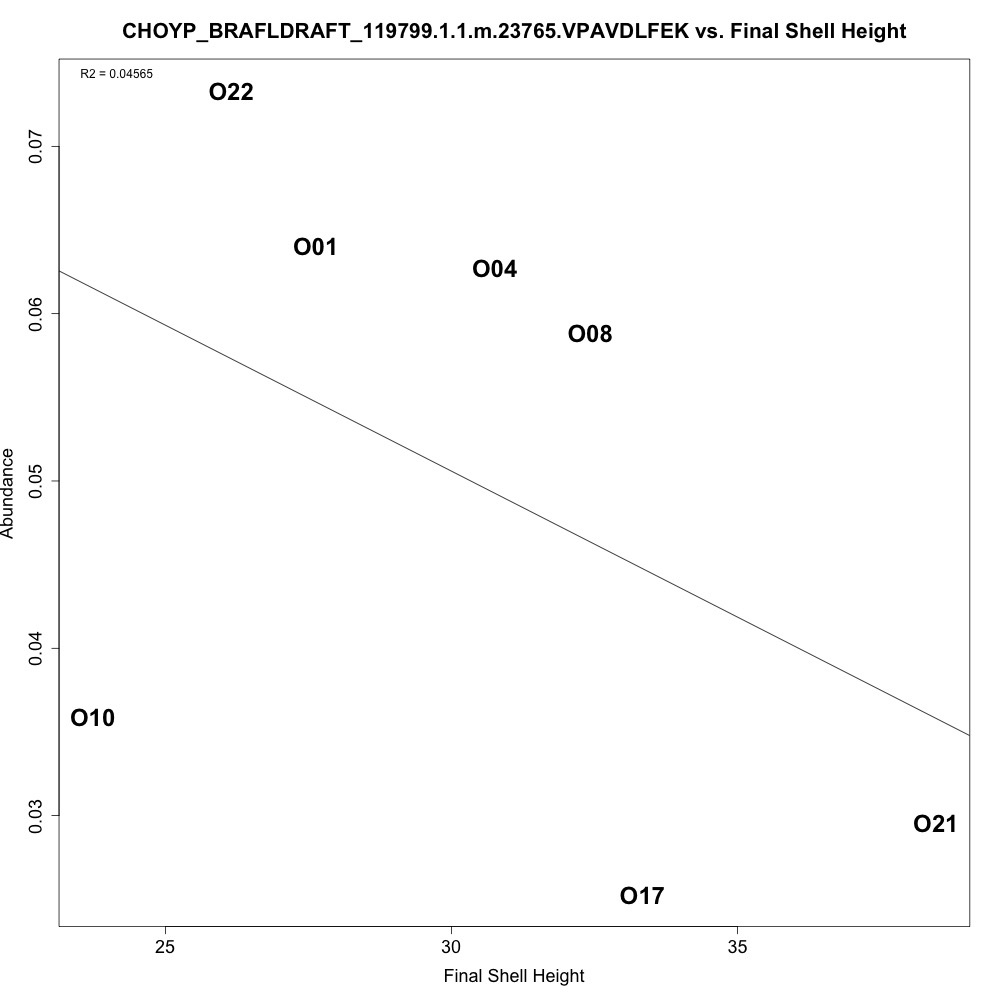 CHOYP_BRAFLDRAFT_119799.1.1.m.23765.VPAVDLFEK vs. Final Shell Height
R2 = 0.04565
O22
O01
O04
O08
O10
O21
O17
Abundance
0.07
0.06
0.05
0.04
0.03
25 30 35
Final Shell Height